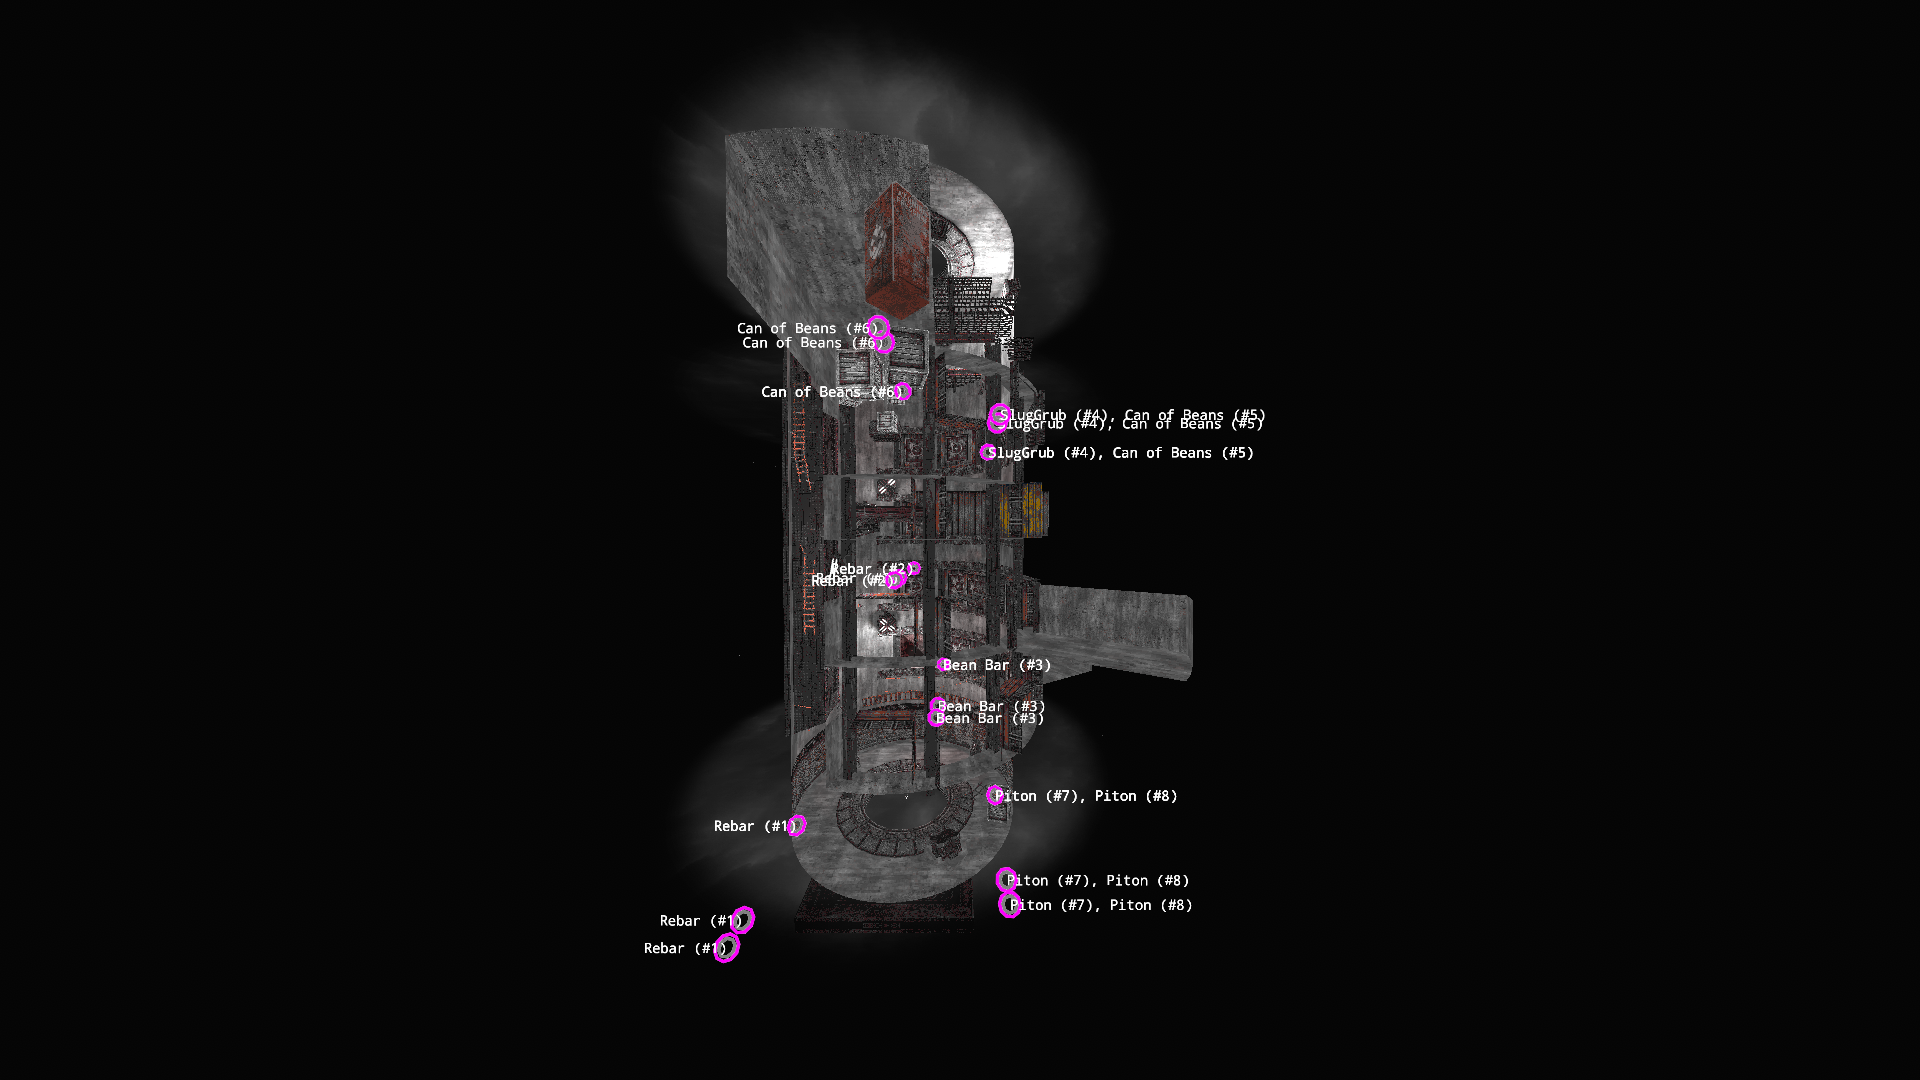 Can of Beans (#6)
Can of Beans (#6)
Can of Beans (#6)
SlugGrub (#4), Can of Beans (#5)
SlugGrub (#4), Can of Beans (#5)
SlugGrub (#4), Can of Beans (#5)
Rebar (#2)
Rebar
Rebar (#2)
Bean Bar (#3)
Bean Bar (#3)
Bean Bar (#3)
Piton (#7), Piton (#8)
Rebar (#1)
Piton (#7), Piton (#8)
Piton (#7), Piton (#8)
Rebar (#1)
Rebar (#1)